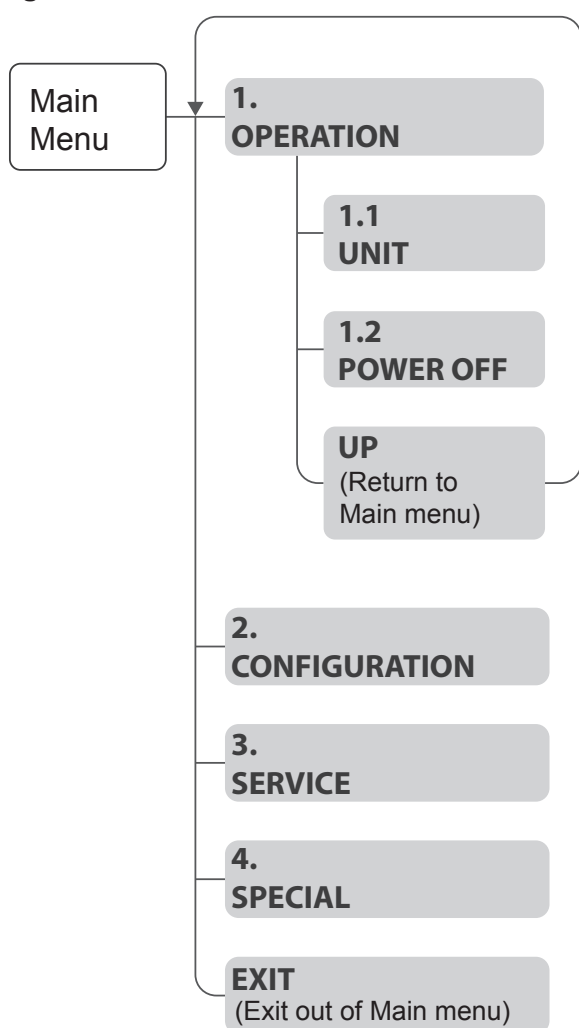 Main
Menu
1.
OPERATION
1.1
UNIT
1.2
POWER OFF
UP
(Return to
Main menu)
2.
CONFIGURATION
3.
SERVICE
4.
SPECIAL
EXIT
(Exit out of Main menu)